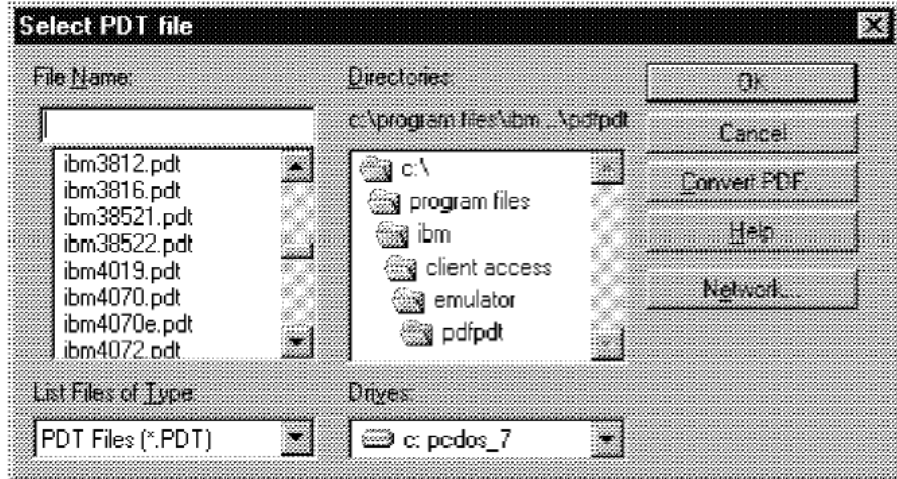 Select PDT file
File Name:
ibm3812.pdt
ibm3816.pdt
ibm38521.pdt
ibm38522.pdt
ibm4019.pdt
ibm4070.pdt
ibm4070e.pdt
ibm4072.pdt
List Files of Type:
PDT Files (*.PDT)
Directories:
c:\program files\ibm...\pdfpdt
c:\
program files
ibm
client access
emulator
pdfpdt
Drives:
c: pcdos_7
OK
Cancel
Convert PDF...
Help
Network...